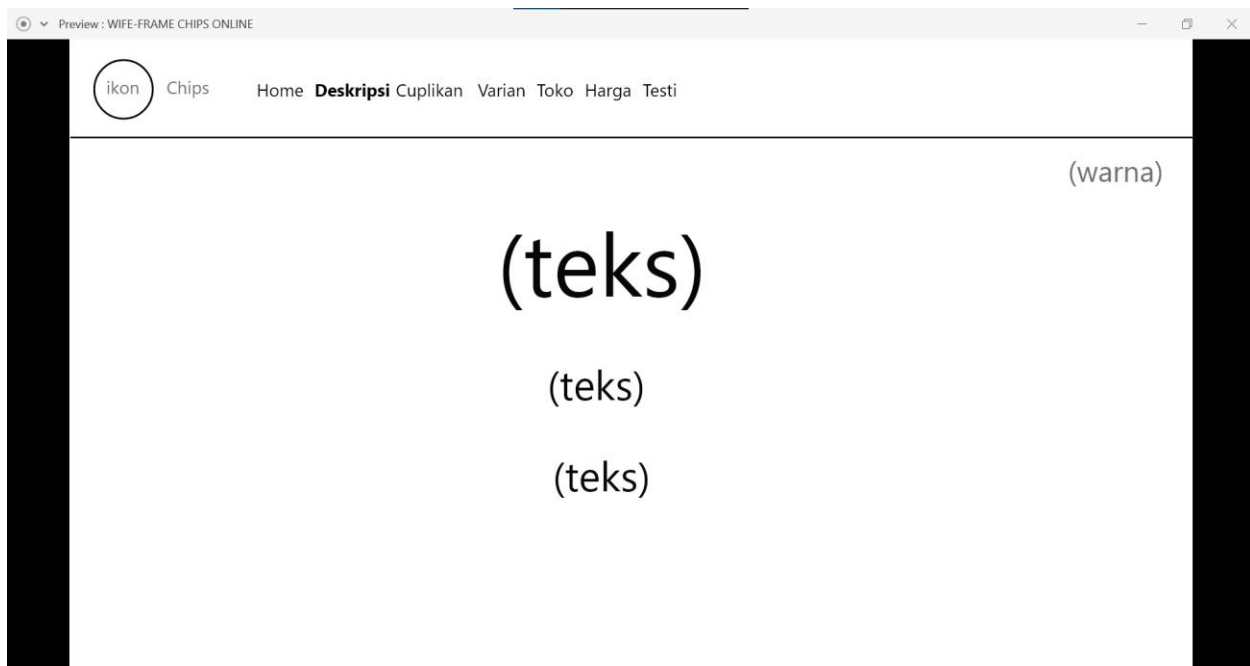 Preview : WIFE-FRAME CHIPS ONLINE
ikon Chips Home Deskripsi Cuplikan Varian Toko Harga Testi
(warna)
(teks)
(teks)
(teks)